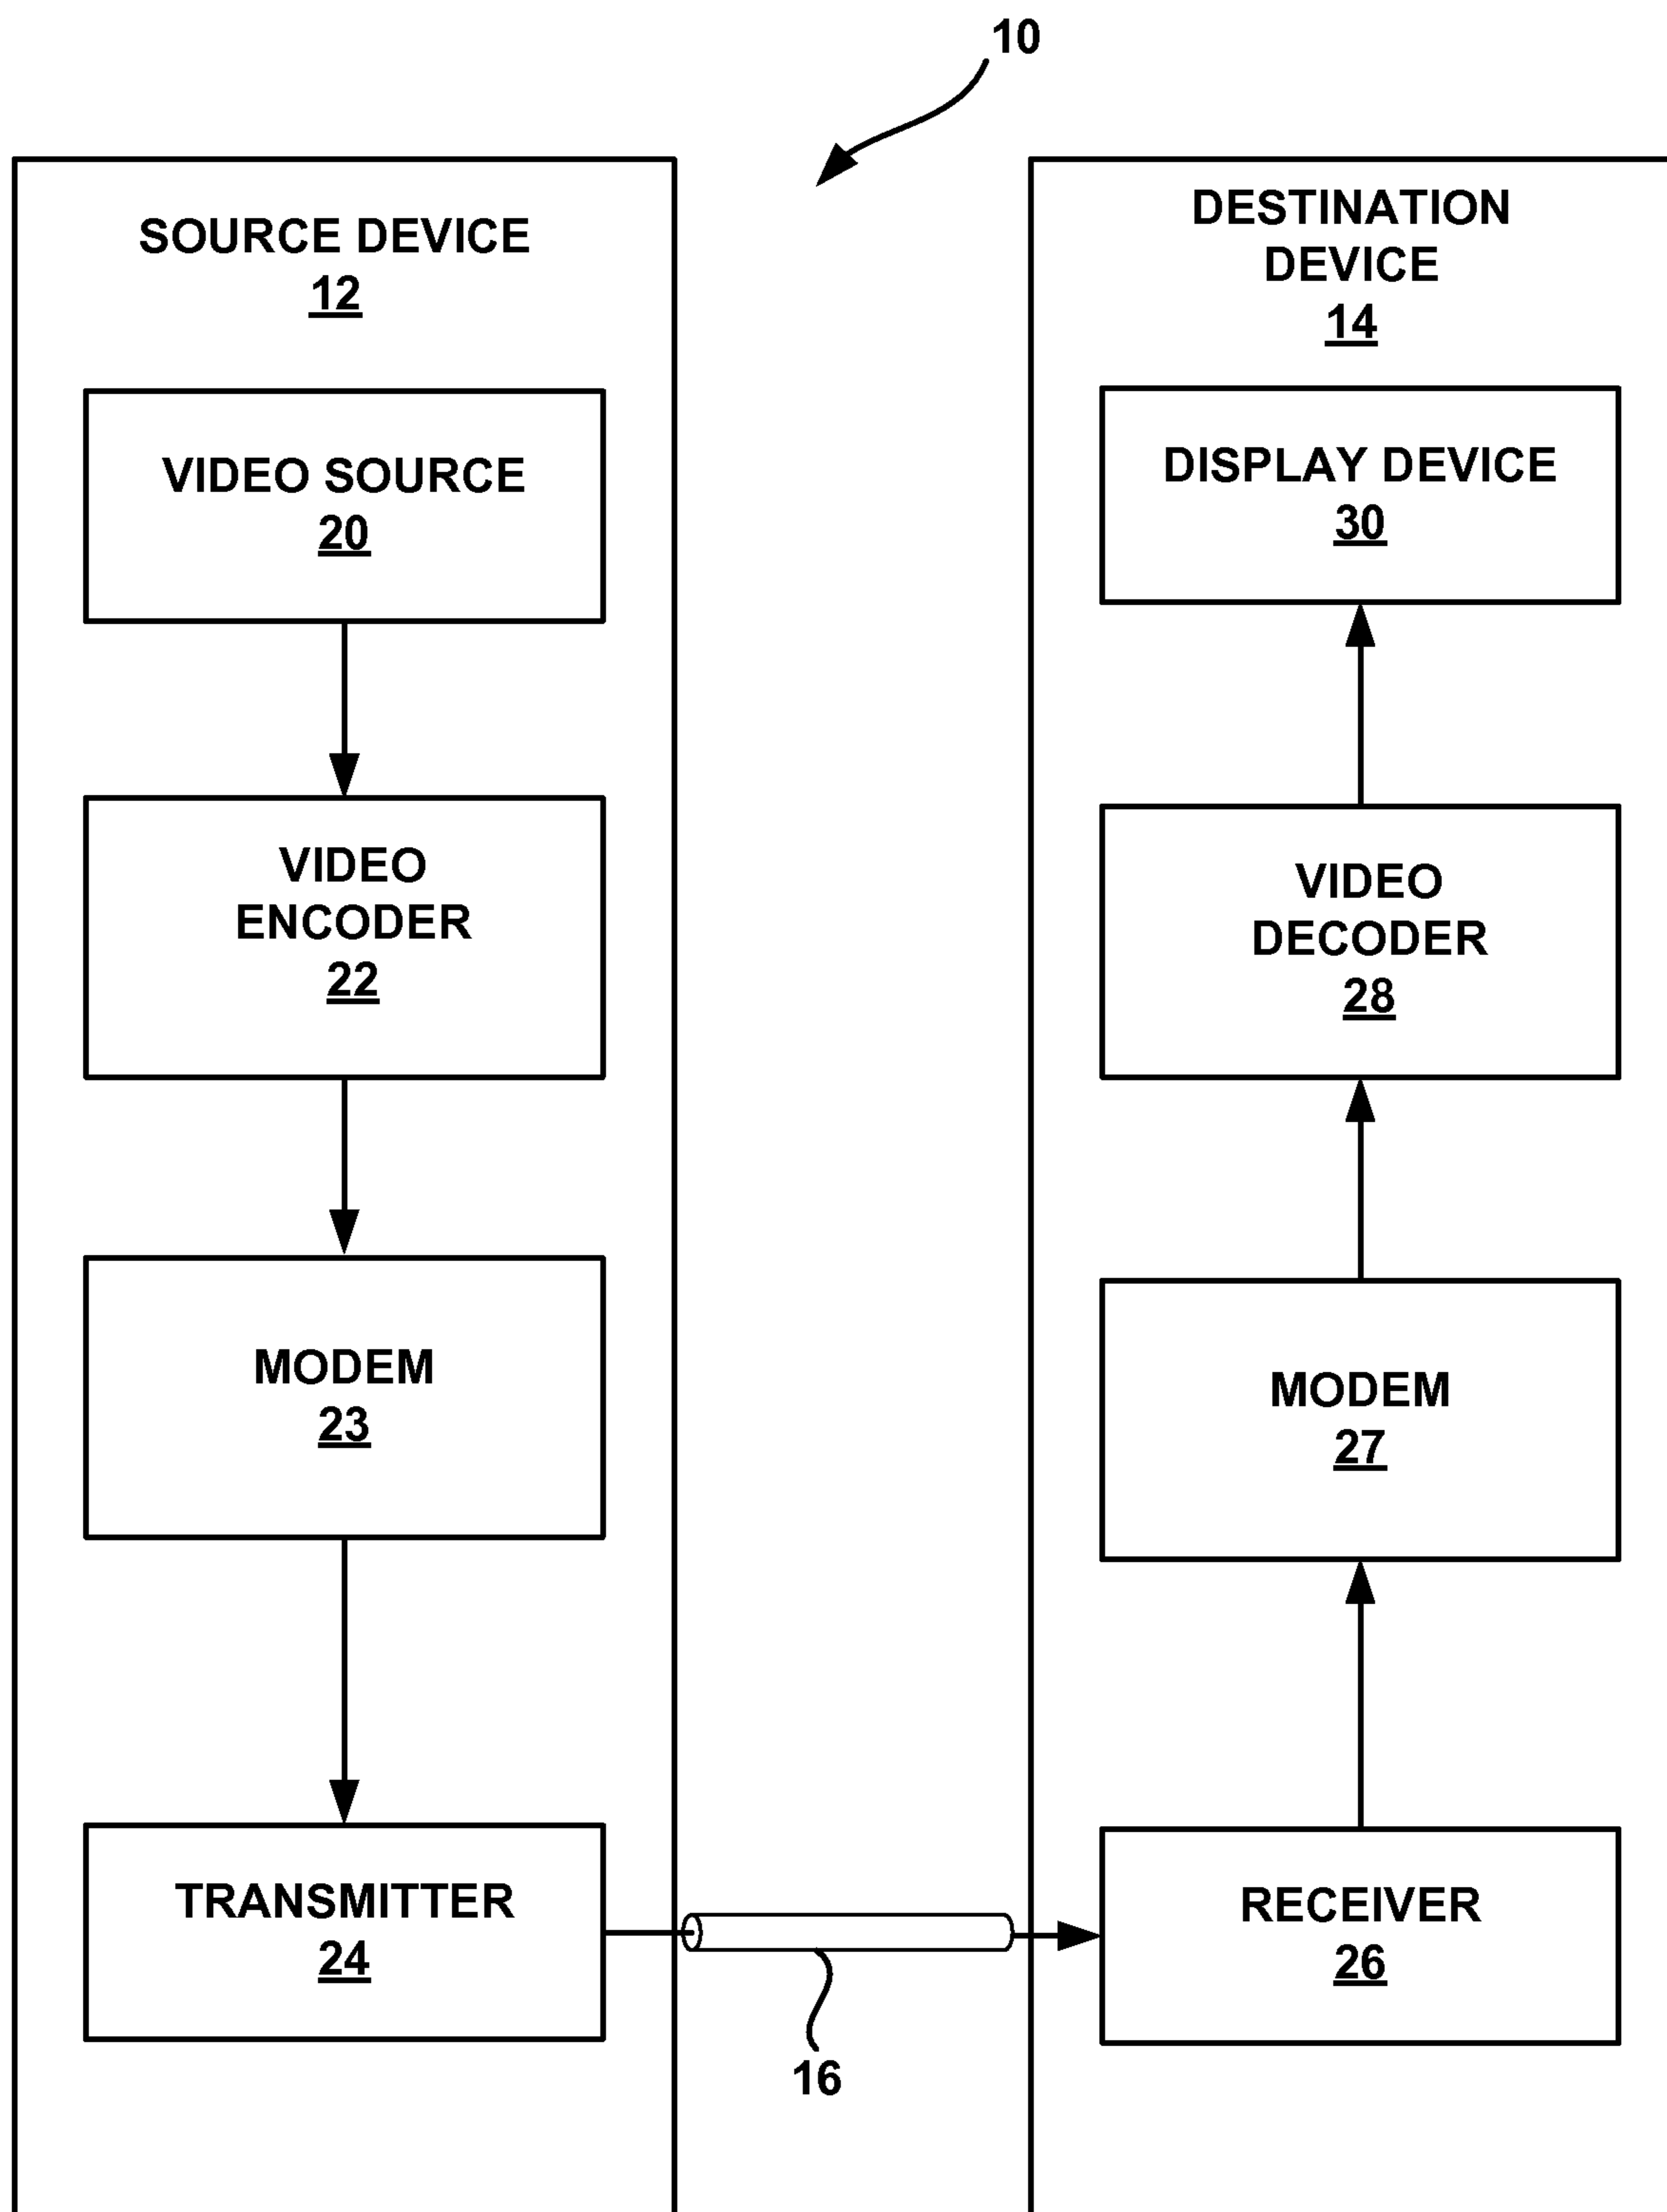 10
SOURCE DEVICE
12
VIDEO SOURCE
20
VIDEO
ENCODER
22
MODEM
23
TRANSMITTER
24
16
DESTINATION
DEVICE
14
DISPLAY DEVICE
30
VIDEO
DECODER
28
MODEM
27
RECEIVER
26